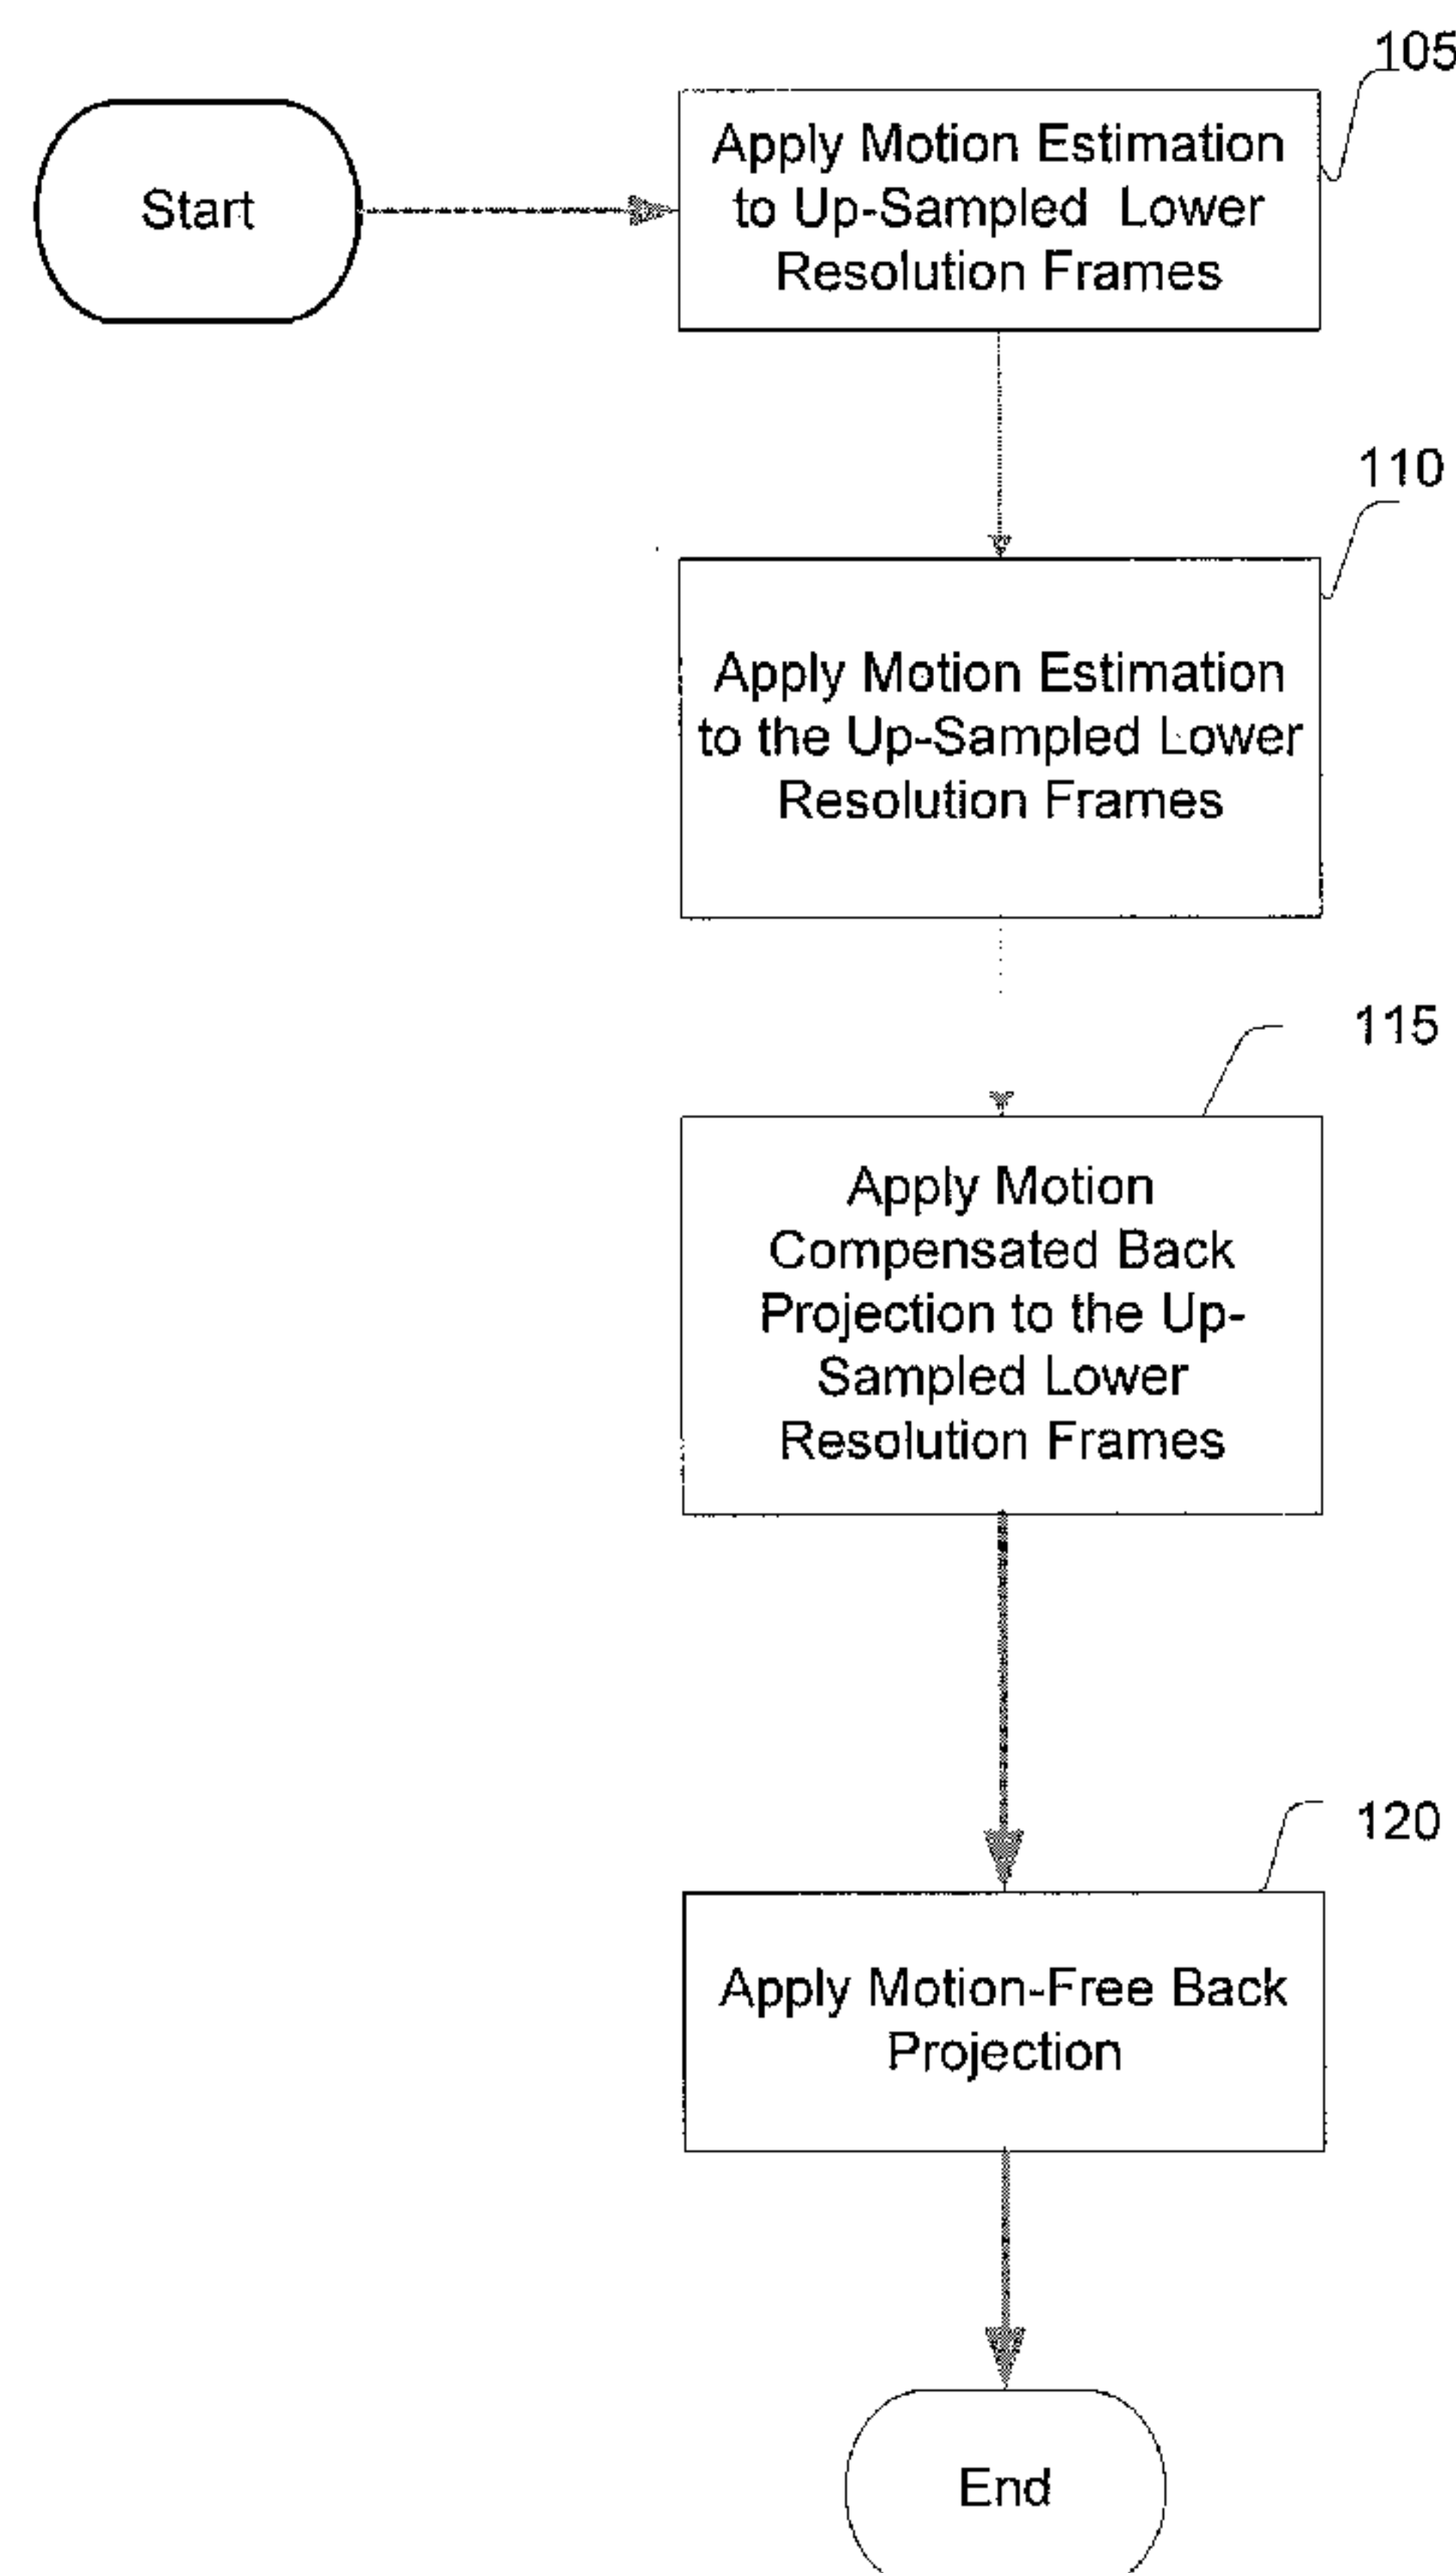 105
Start
Apply Motion Estimation
to Up-Sampled Lower
Resolution Frames
110
Apply Motion Estimation
to the Up-Sampled Lower
Resolution Frames
115
Apply Motion
Compensated Back
Projection to the Up-
Sampled Lower
Resolution Frames
120
Apply Motion-Free Back
Projection
End